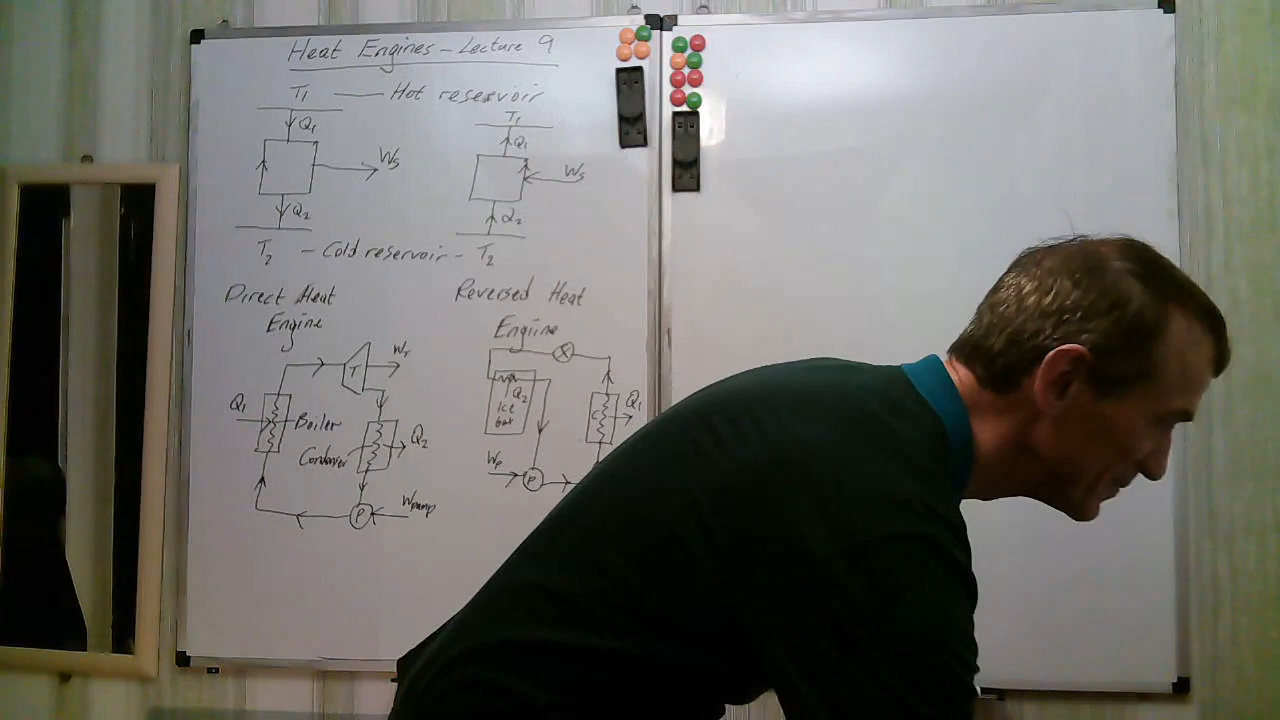 Heat Engines - Lecture 9
T1 — Hot reservoir
T1
Q1
Q1
Ws
Ws
Q2
Q2
T2 - Cold reservoir - T2
Direct Heat
Engine
Reversed Heat
Engiine
WT
T
X
Q1
Boiler
Condenser
Q2
Q2
Ice
box
Q1
Wp
P
P
Wpump